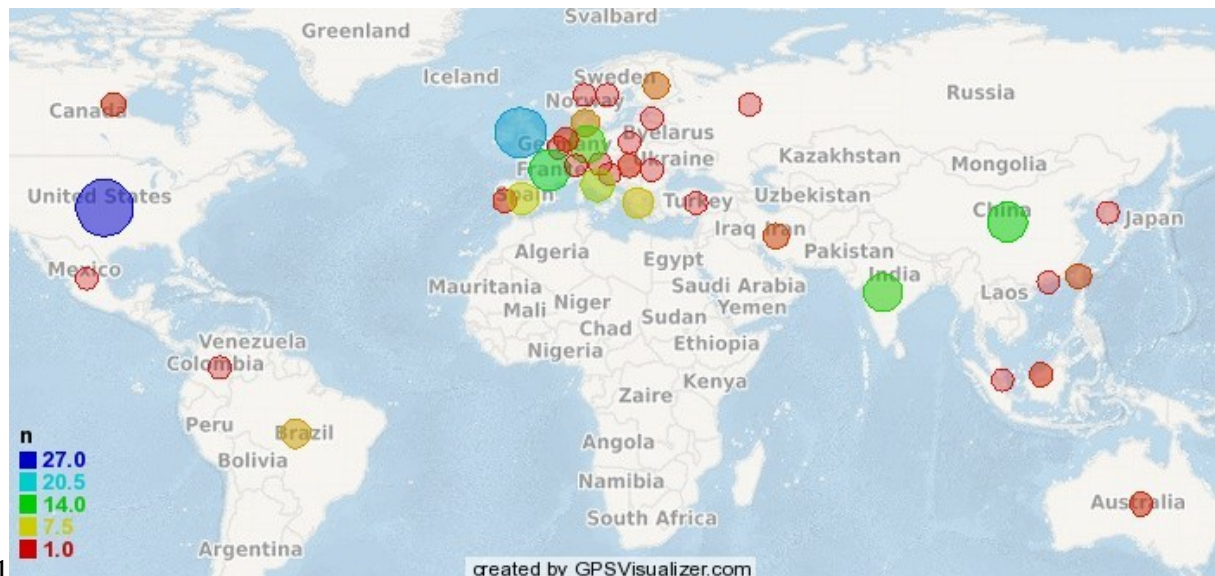 Svalbard
Greenland
Iceland
Sweden
Norway
Russia
Canada
Byelarus
Germany
Ukraine
Kazakhstan
Mongolia
France
United States
Spain
Turkey
Uzbekistan
China
Japan
Iraq
Iran
Algeria
Egypt
Pakistan
Mexico
India
Mauritania
Saudi Arabia
Laos
Mali
Niger
Yemen
Chad
Sudan
Venezuela
Nigeria
Ethiopia
Colombia
Kenya
Zaire
Peru
Brazil
n
Angola
27.0
Bolivia
20.5
Namibia
14.0
Australia
7.5
South Africa
1.0
Argentina
1
created by GPSVisualizer.com